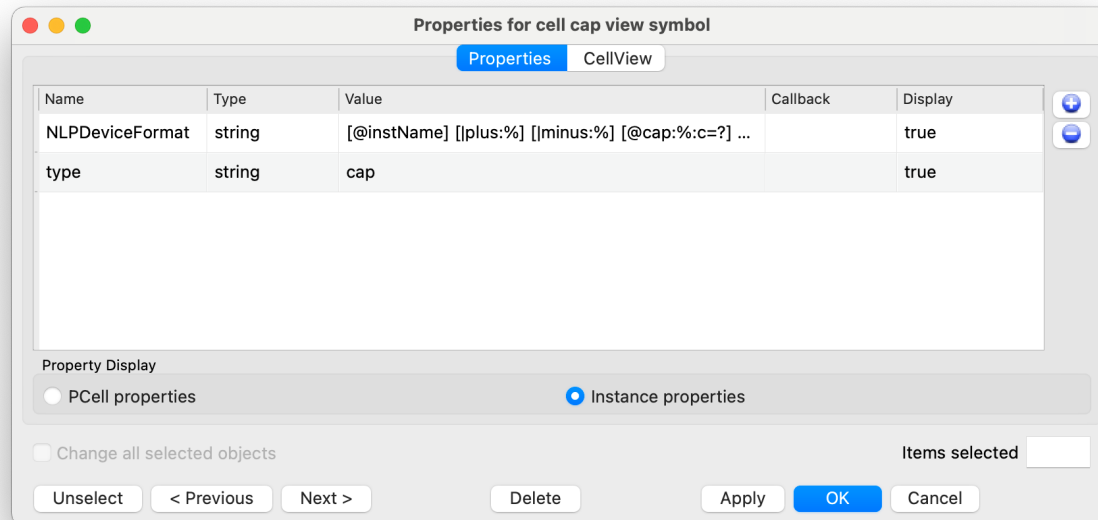 Properties for cell cap view symbol
Properties CellView
Name Type Value Callback Display
NLPDeviceFormat string [@instName] [|plus:%] [|minus:%] [@cap:%:c=?] ... true
type string cap true
Property Display
PCell properties Instance properties
Change all selected objects Items selected
Unselect < Previous Next > Delete Apply OK Cancel